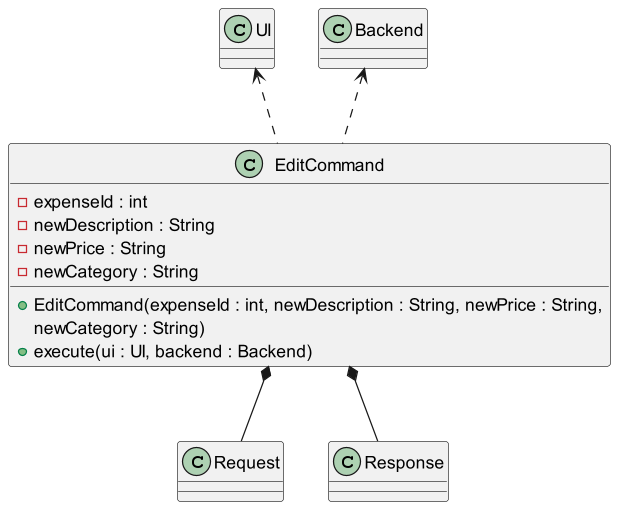 C UI
C Backend
C EditCommand
expenseId : int
newDescription : String
newPrice : String
newCategory : String
EditCommand(expenseId : int, newDescription : String, newPrice : String,
newCategory : String)
execute(ui : UI, backend : Backend)
C Request
C Response